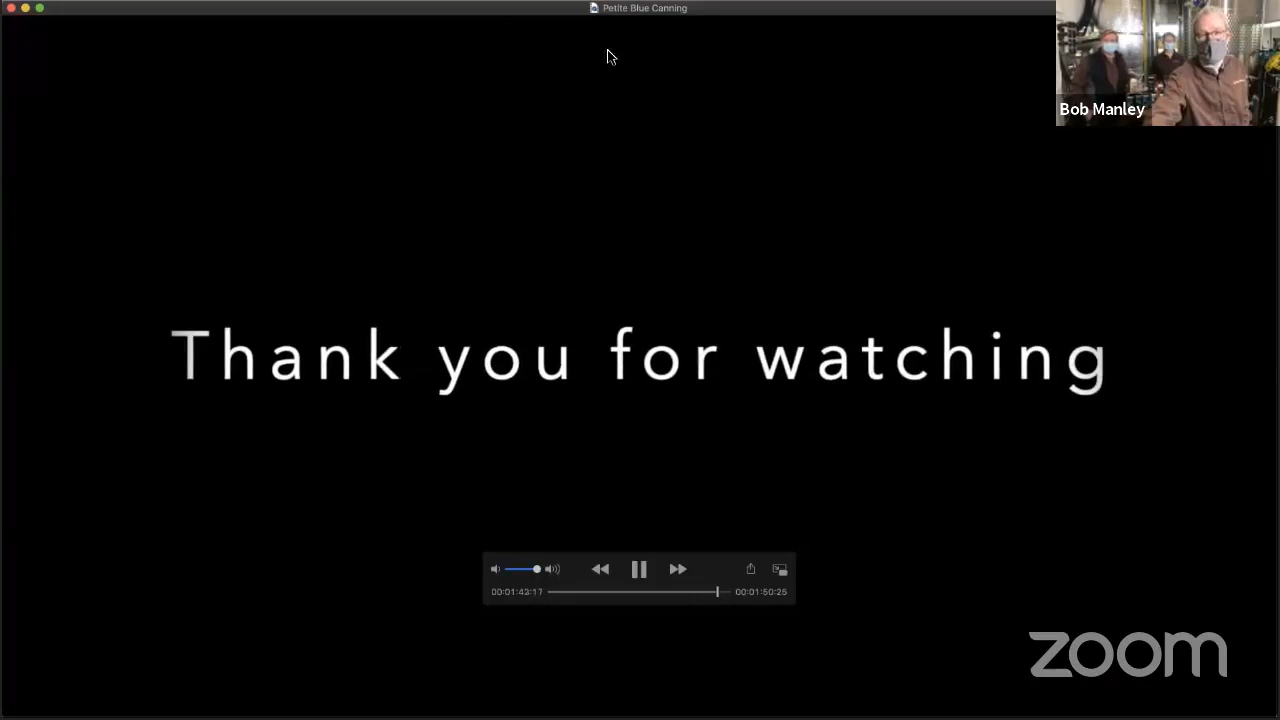 Petite Blue Canning
Bob Manley
Thank you for watching
00:01:43:17
00:01:50:25
zoom